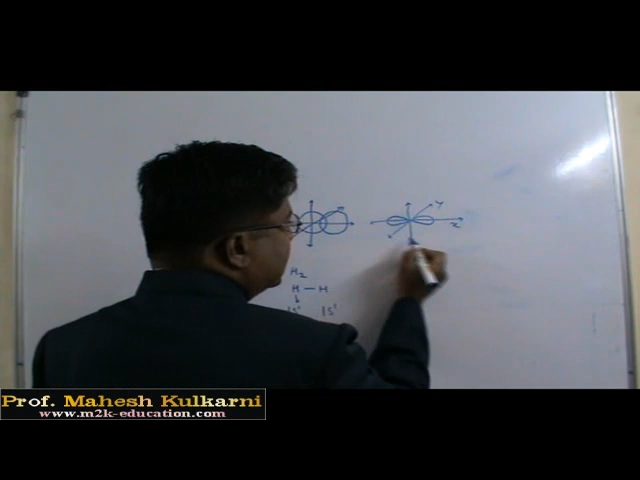 Y
x
H₂
H — H
1s¹ 1s¹
Prof. Mahesh Kulkarni
www.m2k-education.com